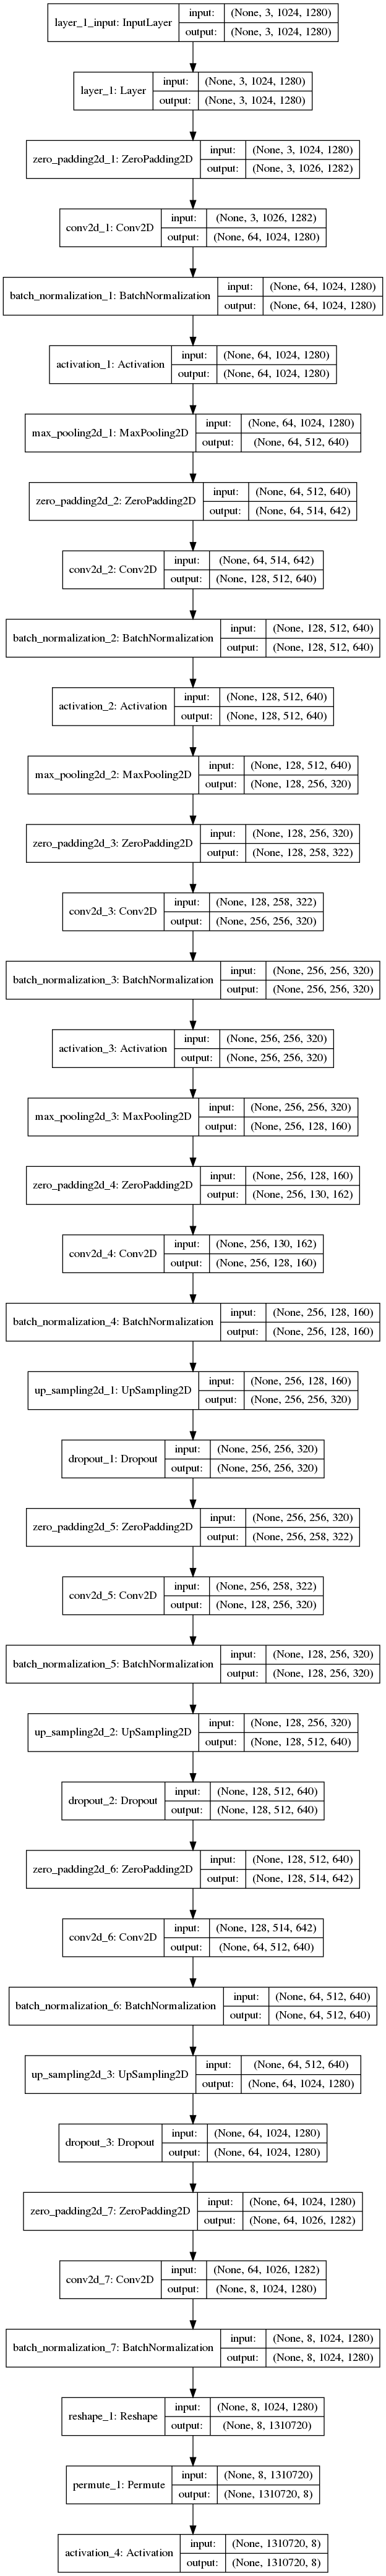 layer_1_input: InputLayer
input: (None, 3, 1024, 1280)
output: (None, 3, 1024, 1280)
layer_1: Layer
input: (None, 3, 1024, 1280)
output: (None, 3, 1024, 1280)
zero_padding2d_1: ZeroPadding2D
input: (None, 3, 1024, 1280)
output: (None, 3, 1026, 1282)
conv2d_1: Conv2D
input: (None, 3, 1026, 1282)
output: (None, 64, 1024, 1280)
batch_normalization_1: BatchNormalization
input: (None, 64, 1024, 1280)
output: (None, 64, 1024, 1280)
activation_1: Activation
input: (None, 64, 1024, 1280)
output: (None, 64, 1024, 1280)
max_pooling2d_1: MaxPooling2D
input: (None, 64, 1024, 1280)
output: (None, 64, 512, 640)
zero_padding2d_2: ZeroPadding2D
input: (None, 64, 512, 640)
output: (None, 64, 514, 642)
conv2d_2: Conv2D
input: (None, 64, 514, 642)
output: (None, 128, 512, 640)
batch_normalization_2: BatchNormalization
input: (None, 128, 512, 640)
output: (None, 128, 512, 640)
activation_2: Activation
input: (None, 128, 512, 640)
output: (None, 128, 512, 640)
max_pooling2d_2: MaxPooling2D
input: (None, 128, 512, 640)
output: (None, 128, 256, 320)
zero_padding2d_3: ZeroPadding2D
input: (None, 128, 256, 320)
output: (None, 128, 258, 322)
conv2d_3: Conv2D
input: (None, 128, 258, 322)
output: (None, 256, 256, 320)
batch_normalization_3: BatchNormalization
input: (None, 256, 256, 320)
output: (None, 256, 256, 320)
activation_3: Activation
input: (None, 256, 256, 320)
output: (None, 256, 256, 320)
max_pooling2d_3: MaxPooling2D
input: (None, 256, 256, 320)
output: (None, 256, 128, 160)
zero_padding2d_4: ZeroPadding2D
input: (None, 256, 128, 160)
output: (None, 256, 130, 162)
conv2d_4: Conv2D
input: (None, 256, 130, 162)
output: (None, 256, 128, 160)
batch_normalization_4: BatchNormalization
input: (None, 256, 128, 160)
output: (None, 256, 128, 160)
up_sampling2d_1: UpSampling2D
input: (None, 256, 128, 160)
output: (None, 256, 256, 320)
dropout_1: Dropout
input: (None, 256, 256, 320)
output: (None, 256, 256, 320)
zero_padding2d_5: ZeroPadding2D
input: (None, 256, 256, 320)
output: (None, 256, 258, 322)
conv2d_5: Conv2D
input: (None, 256, 258, 322)
output: (None, 128, 256, 320)
batch_normalization_5: BatchNormalization
input: (None, 128, 256, 320)
output: (None, 128, 256, 320)
up_sampling2d_2: UpSampling2D
input: (None, 128, 256, 320)
output: (None, 128, 512, 640)
dropout_2: Dropout
input: (None, 128, 512, 640)
output: (None, 128, 512, 640)
zero_padding2d_6: ZeroPadding2D
input: (None, 128, 512, 640)
output: (None, 128, 514, 642)
conv2d_6: Conv2D
input: (None, 128, 514, 642)
output: (None, 64, 512, 640)
batch_normalization_6: BatchNormalization
input: (None, 64, 512, 640)
output: (None, 64, 512, 640)
up_sampling2d_3: UpSampling2D
input: (None, 64, 512, 640)
output: (None, 64, 1024, 1280)
dropout_3: Dropout
input: (None, 64, 1024, 1280)
output: (None, 64, 1024, 1280)
zero_padding2d_7: ZeroPadding2D
input: (None, 64, 1024, 1280)
output: (None, 64, 1026, 1282)
conv2d_7: Conv2D
input: (None, 64, 1026, 1282)
output: (None, 8, 1024, 1280)
batch_normalization_7: BatchNormalization
input: (None, 8, 1024, 1280)
output: (None, 8, 1024, 1280)
reshape_1: Reshape
input: (None, 8, 1024, 1280)
output: (None, 8, 1310720)
permute_1: Permute
input: (None, 8, 1310720)
output: (None, 1310720, 8)
activation_4: Activation
input: (None, 1310720, 8)
output: (None, 1310720, 8)